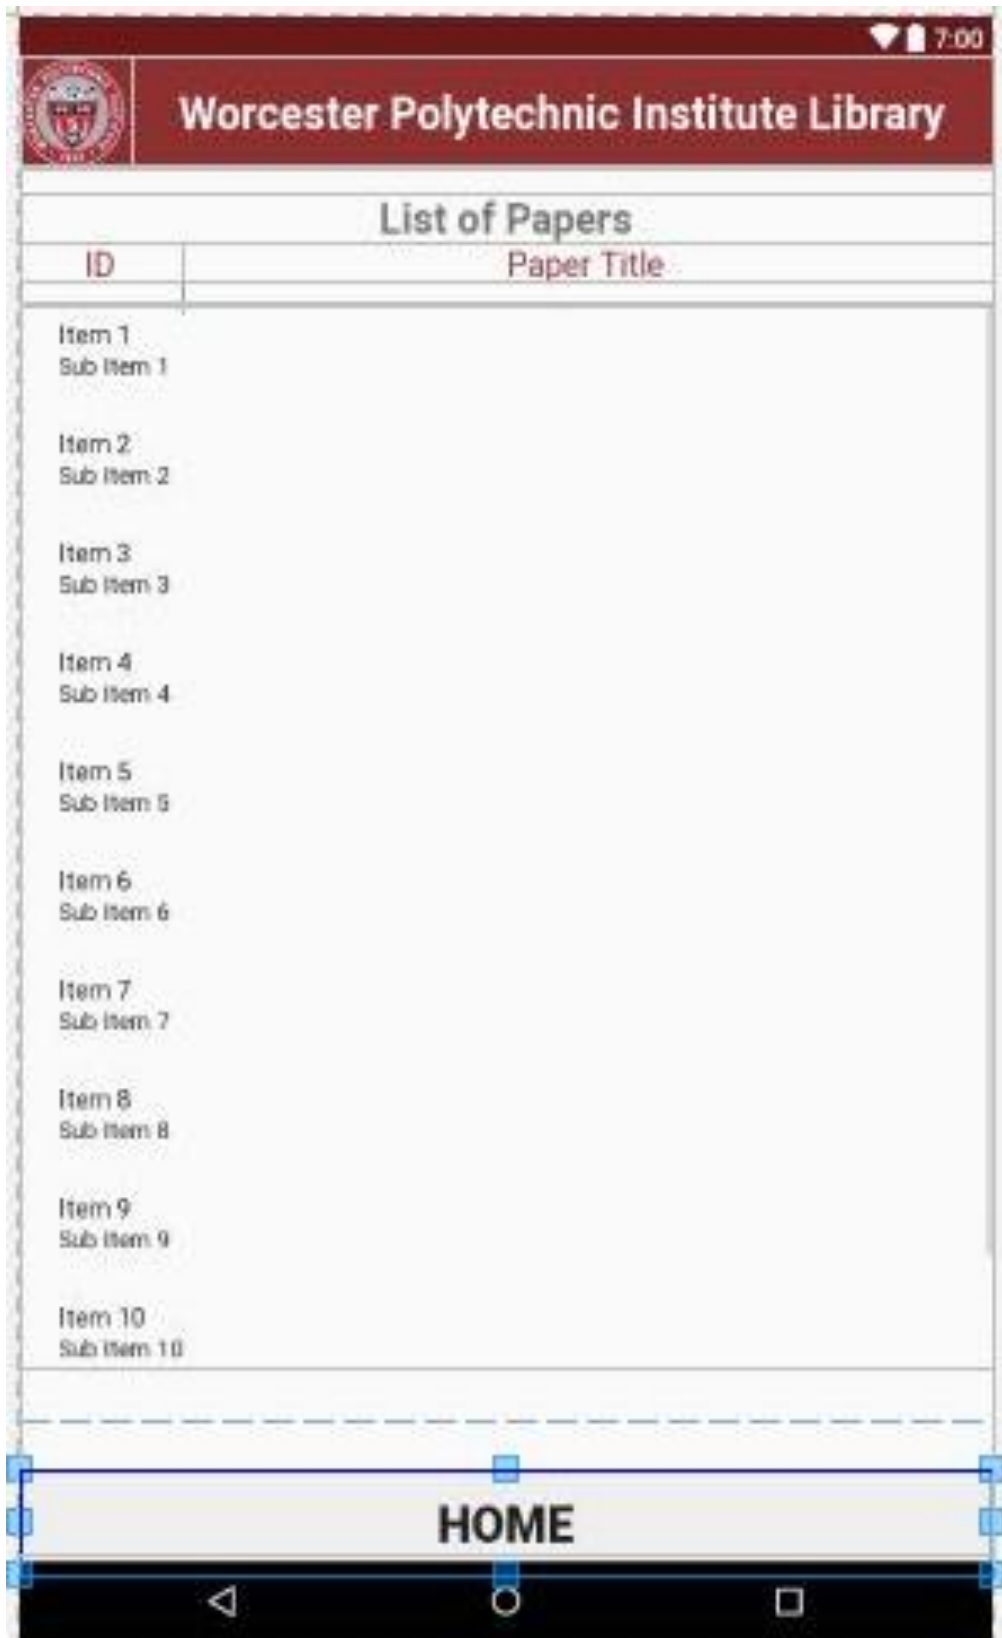 7:00
Worcester Polytechnic Institute Library
List of Papers
ID Paper Title
Item 1
Sub Item 1
Item 2
Sub Item 2
Item 3
Sub Item 3
Item 4
Sub Item 4
Item 5
Sub Item 5
Item 6
Sub Item 6
Item 7
Sub Item 7
Item 8
Sub Item 8
Item 9
Sub Item 9
Item 10
Sub Item 10
HOME